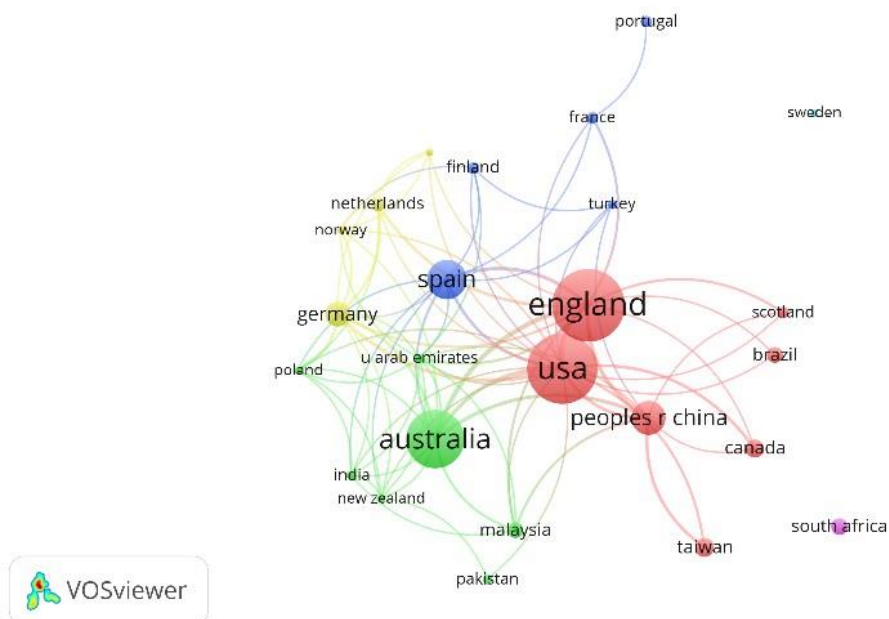 portugal
sweden
france
finland
netherlands
turkey
norway
spain
england
germany
scotland
u arab emirates
brazil
poland
usa
peoples r china
australia
canada
india
new zealand
malaysia
south africa
taiwan
pakistan
VOSviewer